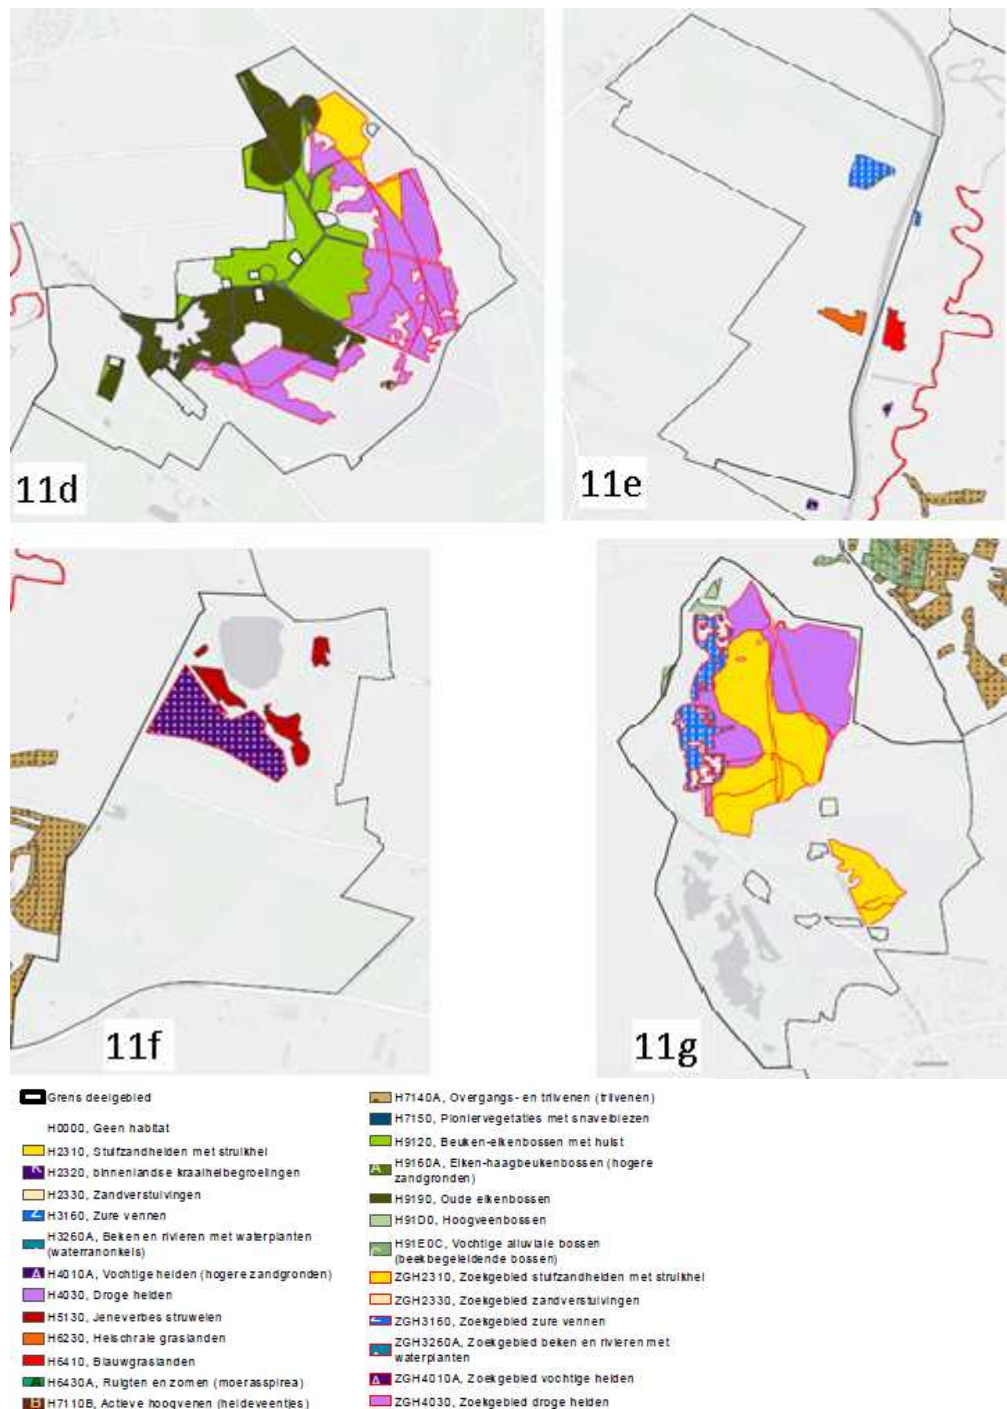 11d
11e
11f
11g
Grens deelgebied
H0000, Geen habitat
H2310, Stuifzandheiden met struikhei
H2320, binnenlandse kraaiheibegroeiingen
H2330, Zandverstuivingen
H3160, Zure vennen
H3260A, Beken en rivieren met waterplanten
(waterranonkels)
H4010A, Vochtige heiden (hogere zandgronden)
H4030, Droge heiden
H5130, Jeneverbes struwelen
H6230, Heischrale graslanden
H6410, Blauwgraslanden
H6430A, Ruigten en zomen (moerasspirea)
H7110B, Actieve hoogvenen (heideveentjes)
H7140A, Overgangs- en trilvenen (trilvenen)
H7150, Pioniervegetaties met snavelbiezen
H9120, Beuken-eikenbossen met hulst
H9160A, Eiken-haagbeukenbossen (hogere
zandgronden)
H9190, Oude eikenbossen
H91D0, Hoogveenbossen
H91E0C, Vochtige alluviale bossen
(beekbegeleidende bossen)
ZGH2310, Zoekgebied stuifzandheiden met struikhei
ZGH2330, Zoekgebied zandverstuivingen
ZGH3160, Zoekgebied zure vennen
ZGH3260A, Zoekgebied beken en rivieren met
waterplanten
ZGH4010A, Zoekgebied vochtige heiden
ZGH4030, Zoekgebied droge heiden